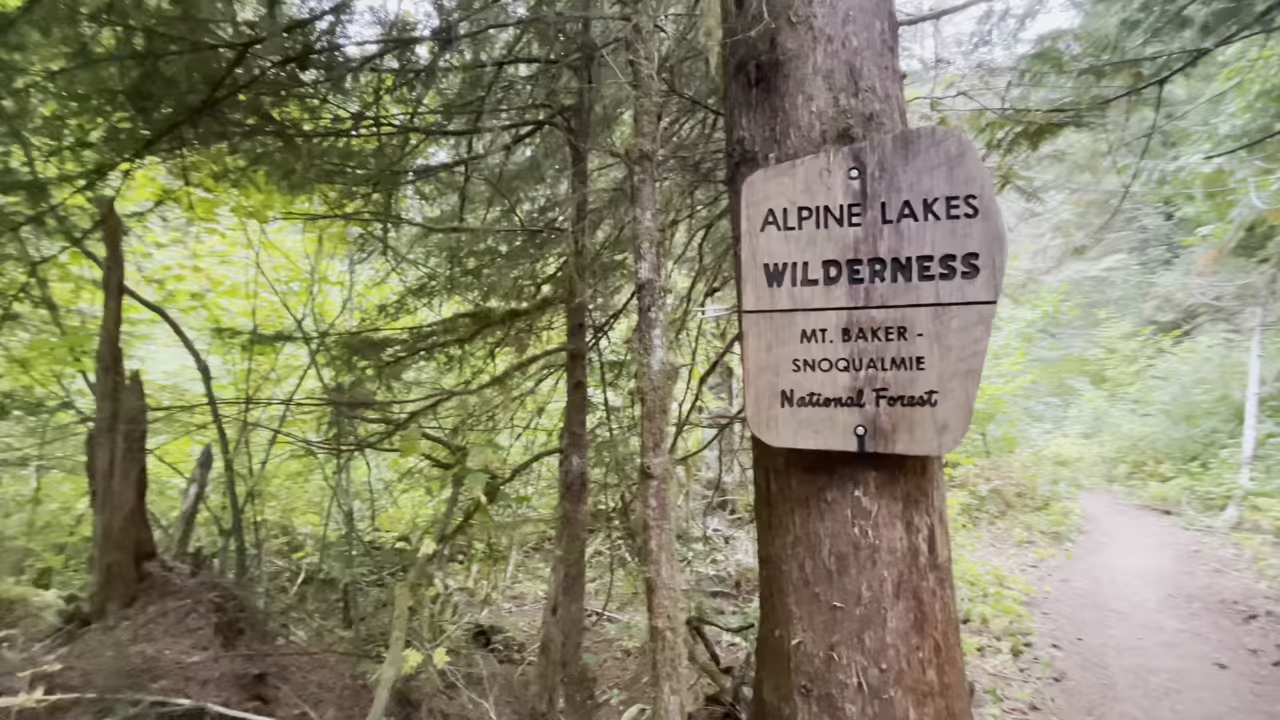 ALPINE LAKES
WILDERNESS
MT. BAKER -
SNOQUALMIE
National Forest